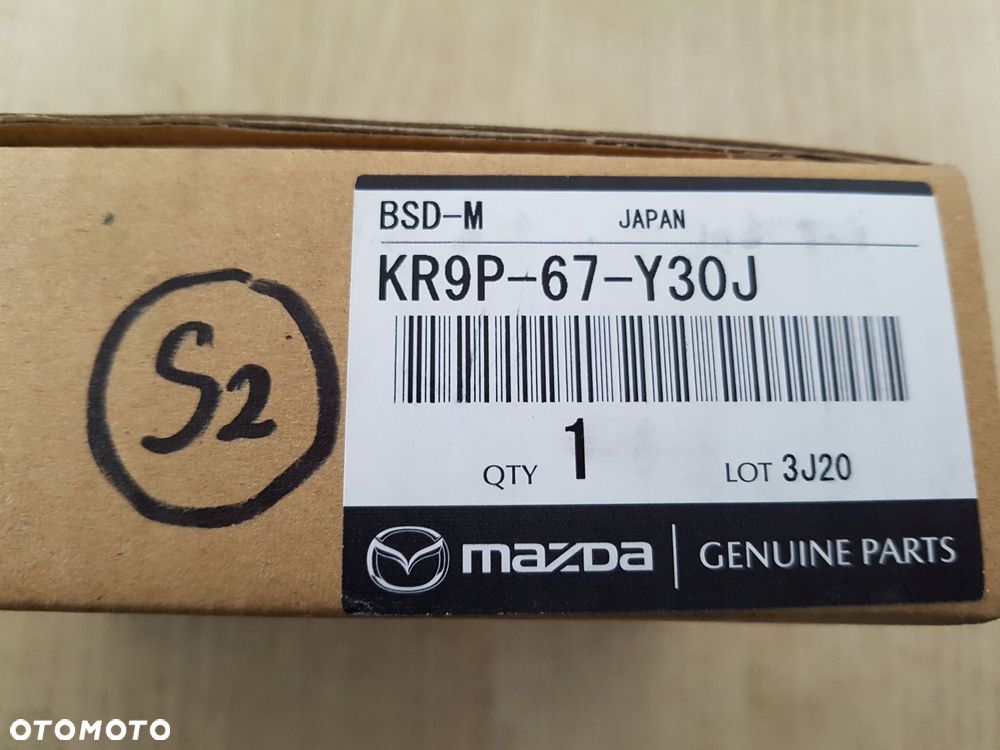 BSD-M JAPAN
KR9P-67-Y30J
S2
QTY 1 LOT 3J20
mazda GENUINE PARTS
OTOMOTO